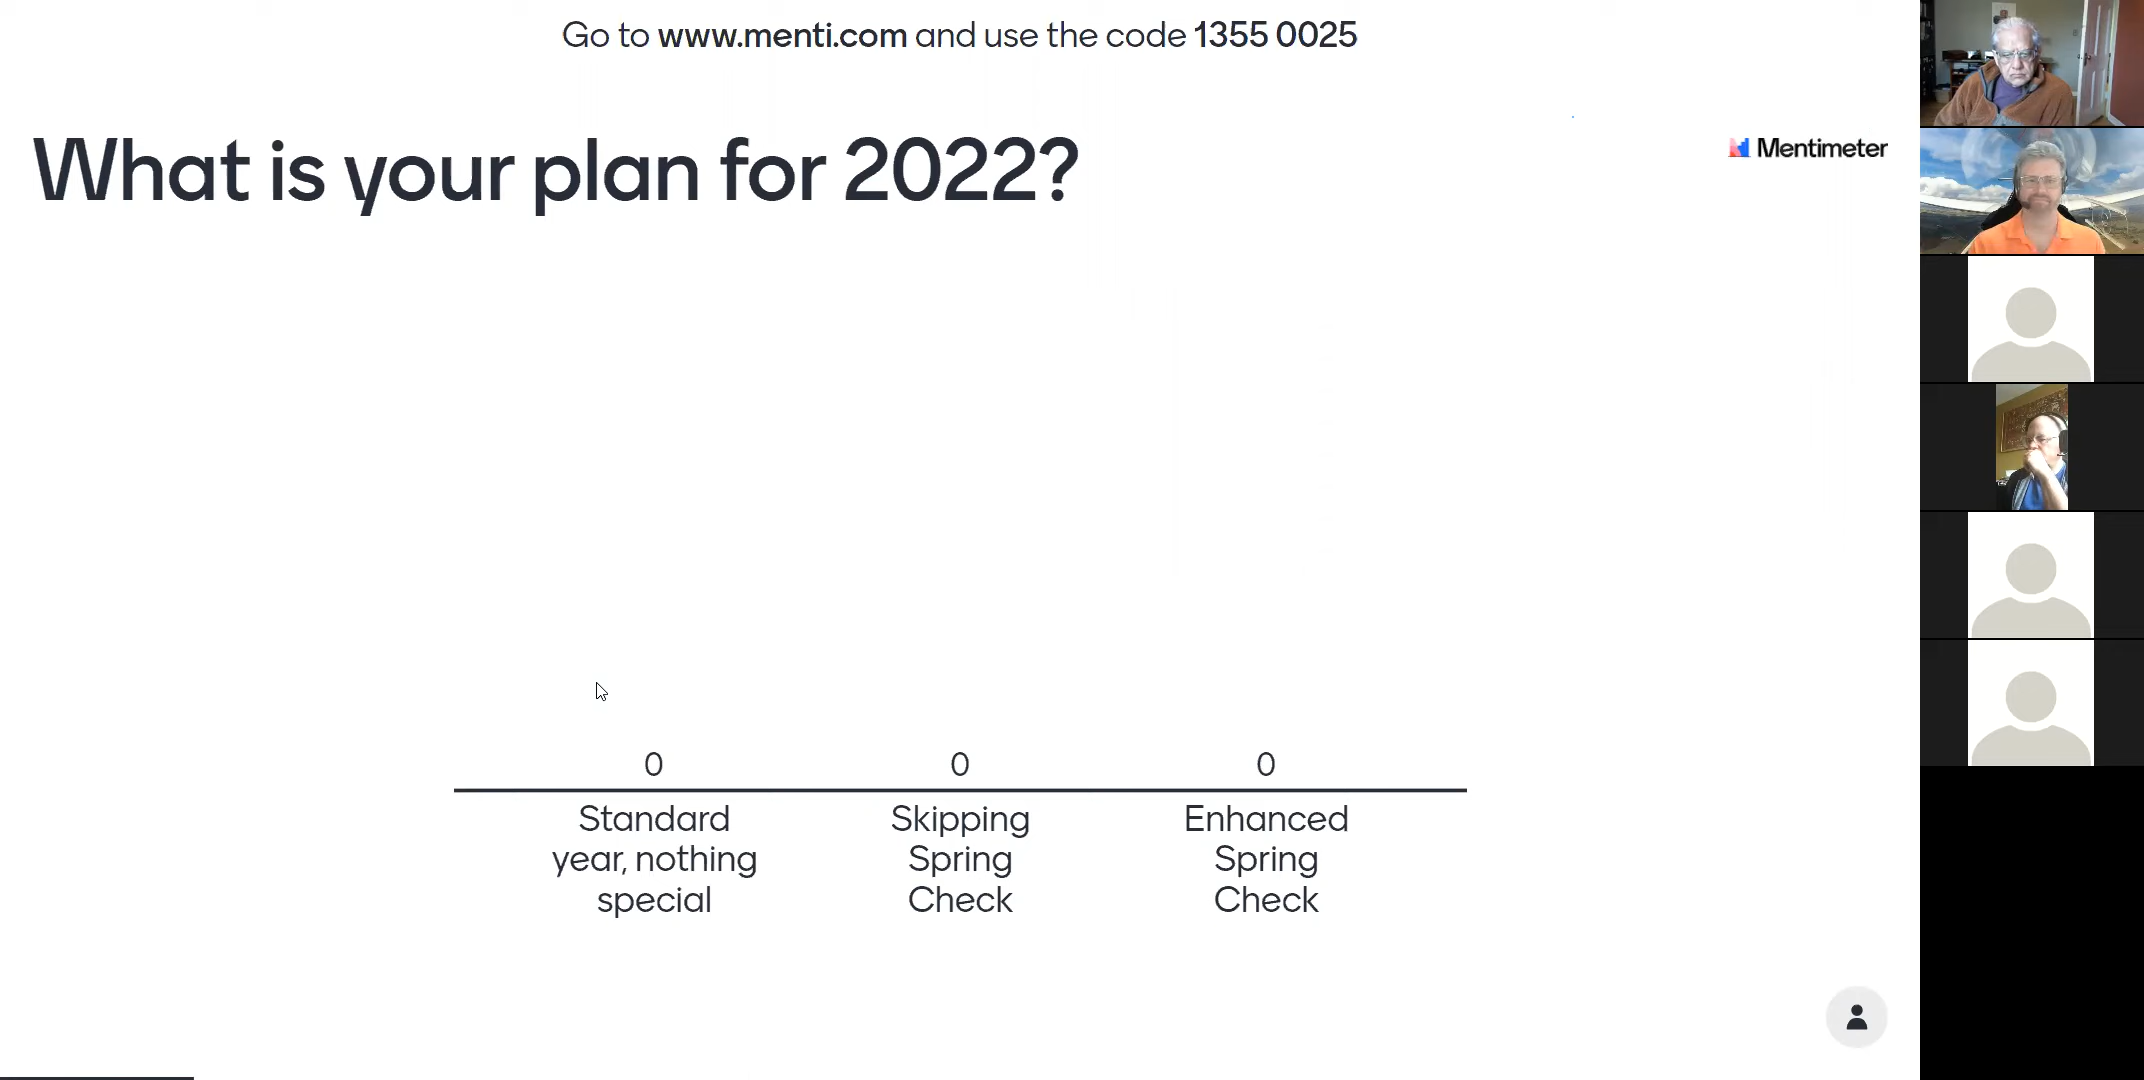 Go to www.menti.com and use the code 1355 0025
What is your plan for 2022?
Mentimeter
0 0 0
Standard
year, nothing
special
Skipping
Spring
Check
Enhanced
Spring
Check